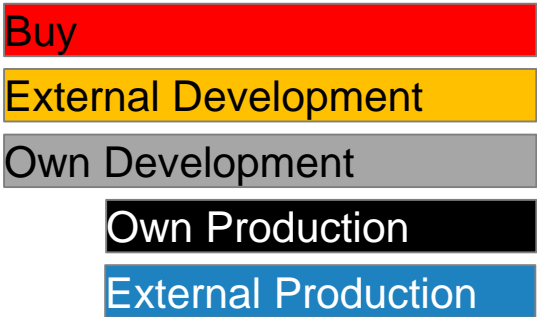 Buy
External Development
Own Development
Own Production
External Production